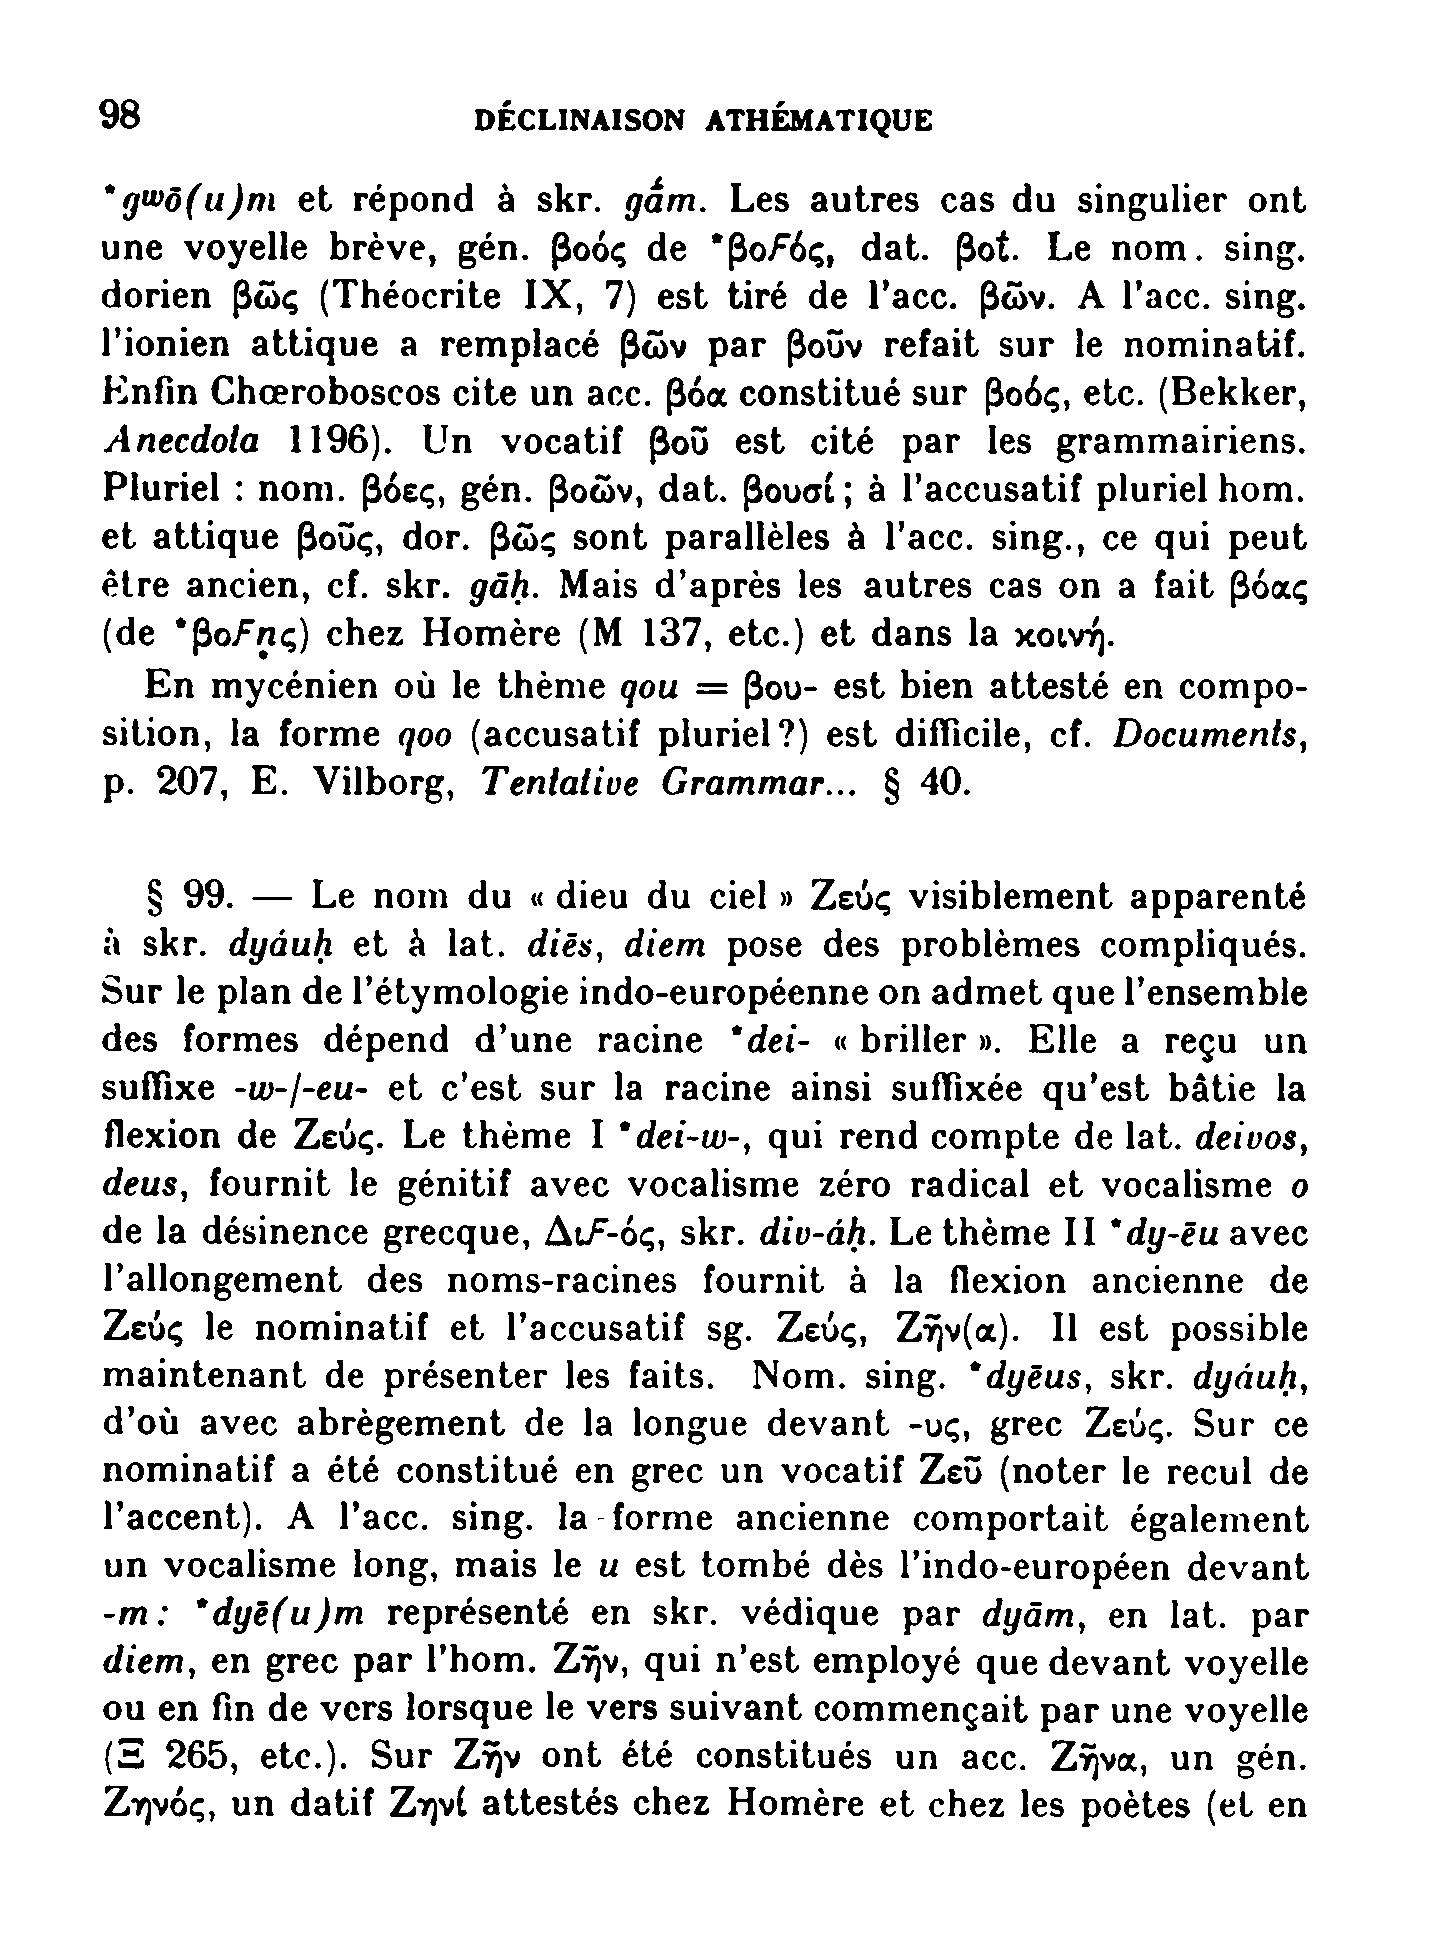 98 DÉCLINAISON ATHÉMATIQUE
*gwō(u)m et répond à skr. gā́m. Les autres cas du singulier ont
une voyelle brève, gén. βοός de *βοϜός, dat. βοΐ. Le nom. sing.
dorien βῶς (Théocrite IX, 7) est tiré de l'acc. βῶν. A l'acc. sing.
l'ionien attique a remplacé βῶν par βοῦν refait sur le nominatif.
Enfin Chœroboscos cite un acc. βόα constitué sur βοός, etc. (Bekker,
Anecdota 1196). Un vocatif βοῦ est cité par les grammairiens.
Pluriel : nom. βόες, gén. βοῶν, dat. βουσί ; à l'accusatif pluriel hom.
et attique βοῦς, dor. βῶς sont parallèles à l'acc. sing., ce qui peut
être ancien, cf. skr. gāḥ. Mais d'après les autres cas on a fait βόας
(de *βοϜn̥ς) chez Homère (M 137, etc.) et dans la κοινή.
En mycénien où le thème qou = βου- est bien attesté en compo-
sition, la forme qoo (accusatif pluriel ?) est difficile, cf. Documents,
p. 207, E. Vilborg, Tentative Grammar... § 40.
§ 99. — Le nom du « dieu du ciel » Ζεύς visiblement apparenté
à skr. dyáuḥ et à lat. diēs, diem pose des problèmes compliqués.
Sur le plan de l'étymologie indo-européenne on admet que l'ensemble
des formes dépend d'une racine *dei- « briller ». Elle a reçu un
suffixe -w-/-eu- et c'est sur la racine ainsi suffixée qu'est bâtie la
flexion de Ζεύς. Le thème I *dei-w-, qui rend compte de lat. deivos,
deus, fournit le génitif avec vocalisme zéro radical et vocalisme o
de la désinence grecque, ΔιϜ-ός, skr. div-áḥ. Le thème II *dy-ēu avec
l'allongement des noms-racines fournit à la flexion ancienne de
Ζεύς le nominatif et l'accusatif sg. Ζεύς, Ζῆν(α). Il est possible
maintenant de présenter les faits. Nom. sing. *dyēus, skr. dyáuḥ,
d'où avec abrègement de la longue devant -υς, grec Ζεύς. Sur ce
nominatif a été constitué en grec un vocatif Ζεῦ (noter le recul de
l'accent). A l'acc. sing. la forme ancienne comportait également
un vocalisme long, mais le u est tombé dès l'indo-européen devant
-m : *dyē(u)m représenté en skr. védique par dyām, en lat. par
diem, en grec par l'hom. Ζῆν, qui n'est employé que devant voyelle
ou en fin de vers lorsque le vers suivant commençait par une voyelle
(Ξ 265, etc.). Sur Ζῆν ont été constitués un acc. Ζῆνα, un gén.
Ζηνός, un datif Ζηνί attestés chez Homère et chez les poètes (et en